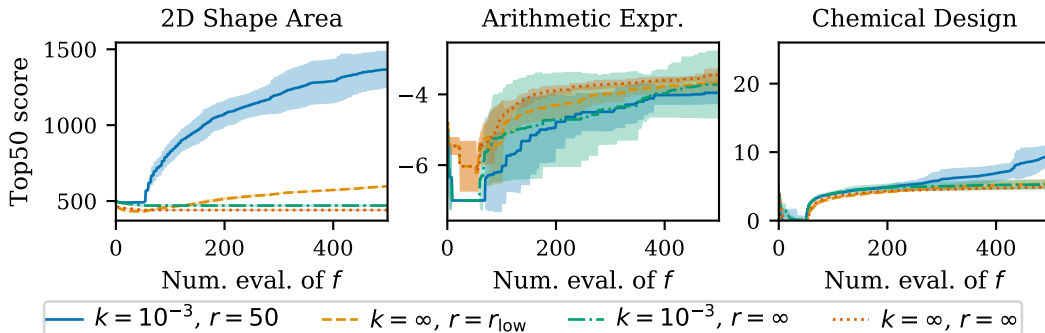 2D Shape Area
Arithmetic Expr.
Chemical Design
Top50 score
1500
1000
500
0
200
400
Num. eval. of f
−4
−6
0
200
400
Num. eval. of f
20
10
0
0
200
400
Num. eval. of f
k = 10⁻³, r = 50
k = ∞, r = r_low
k = 10⁻³, r = ∞
k = ∞, r = ∞